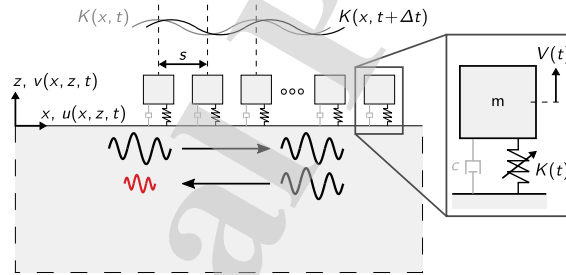 K(x, t)
K(x, t+Δt)
s
z, v(x, z, t)
x, u(x, z, t)
V(t)
m
c
K(t)